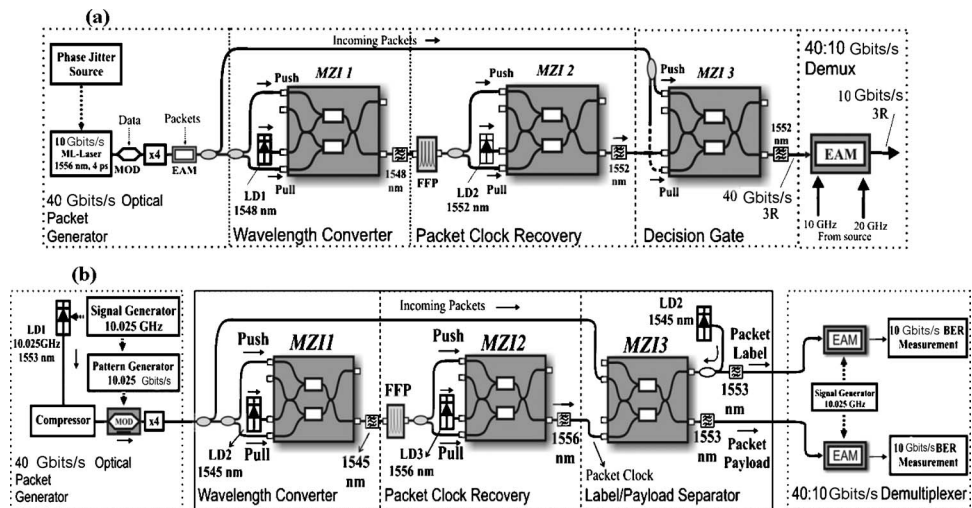 (a)
Phase Jitter
Source
10 Gbits/s
ML-Laser
1556 nm, 4 ps
Data
MOD
x4
Packets
EAM
40 Gbits/s Optical
Packet
Generator
Incoming Packets
Push
MZI 1
LD1
1548 nm
Pull
1548
nm
Wavelength Converter
FFP
MZI 2
LD2
1552 nm
1552
nm
Packet Clock Recovery
Push
MZI 3
Pull
1552
nm
40 Gbits/s
3R
Decision Gate
40:10 Gbits/s
Demux
10 Gbits/s
3R
EAM
10 GHz
20 GHz
From source
(b)
LD1
10.025GHz
1553 nm
Signal Generator
10.025 GHz
Pattern Generator
10.025 Gbits/s
Compressor
MOD
x4
40 Gbits/s Optical
Packet
Generator
Incoming Packets
Push
MZI1
LD2
1545 nm
Pull
1545
nm
Wavelength Converter
FFP
Push
MZI2
LD3
1556 nm
Pull
1556
nm
Packet Clock Recovery
MZI3
LD2
1545 nm
Packet
Label
1553
nm
1553
nm
Packet
Payload
Packet Clock
Label/Payload Separator
EAM
10 Gbits/s BER
Measurement
Signal Generator
10.025 GHz
EAM
10 Gbits/s BER
Measurement
40:10 Gbits/s Demultiplexer